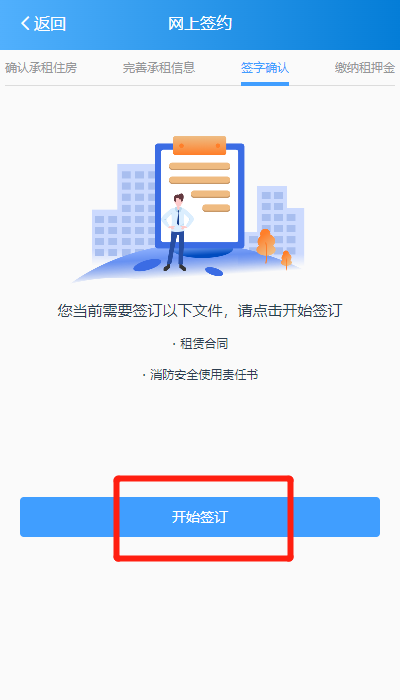 返回
网上签约
确认承租住房
完善承租信息
签字确认
缴纳租押金
您当前需要签订以下文件，请点击开始签订
· 租赁合同
· 消防安全使用责任书
开始签订